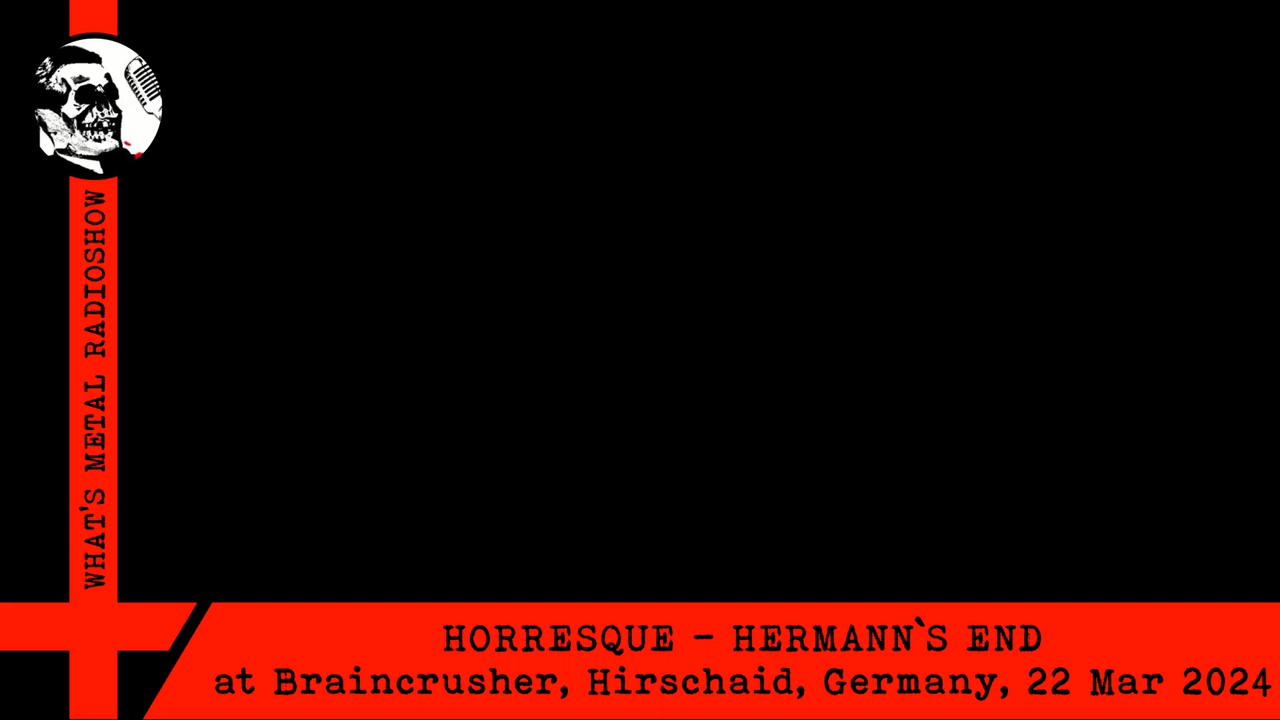 WHAT'S METAL RADIOSHOW
HORRESQUE - HERMANN`S END
at Braincrusher, Hirschaid, Germany, 22 Mar 2024